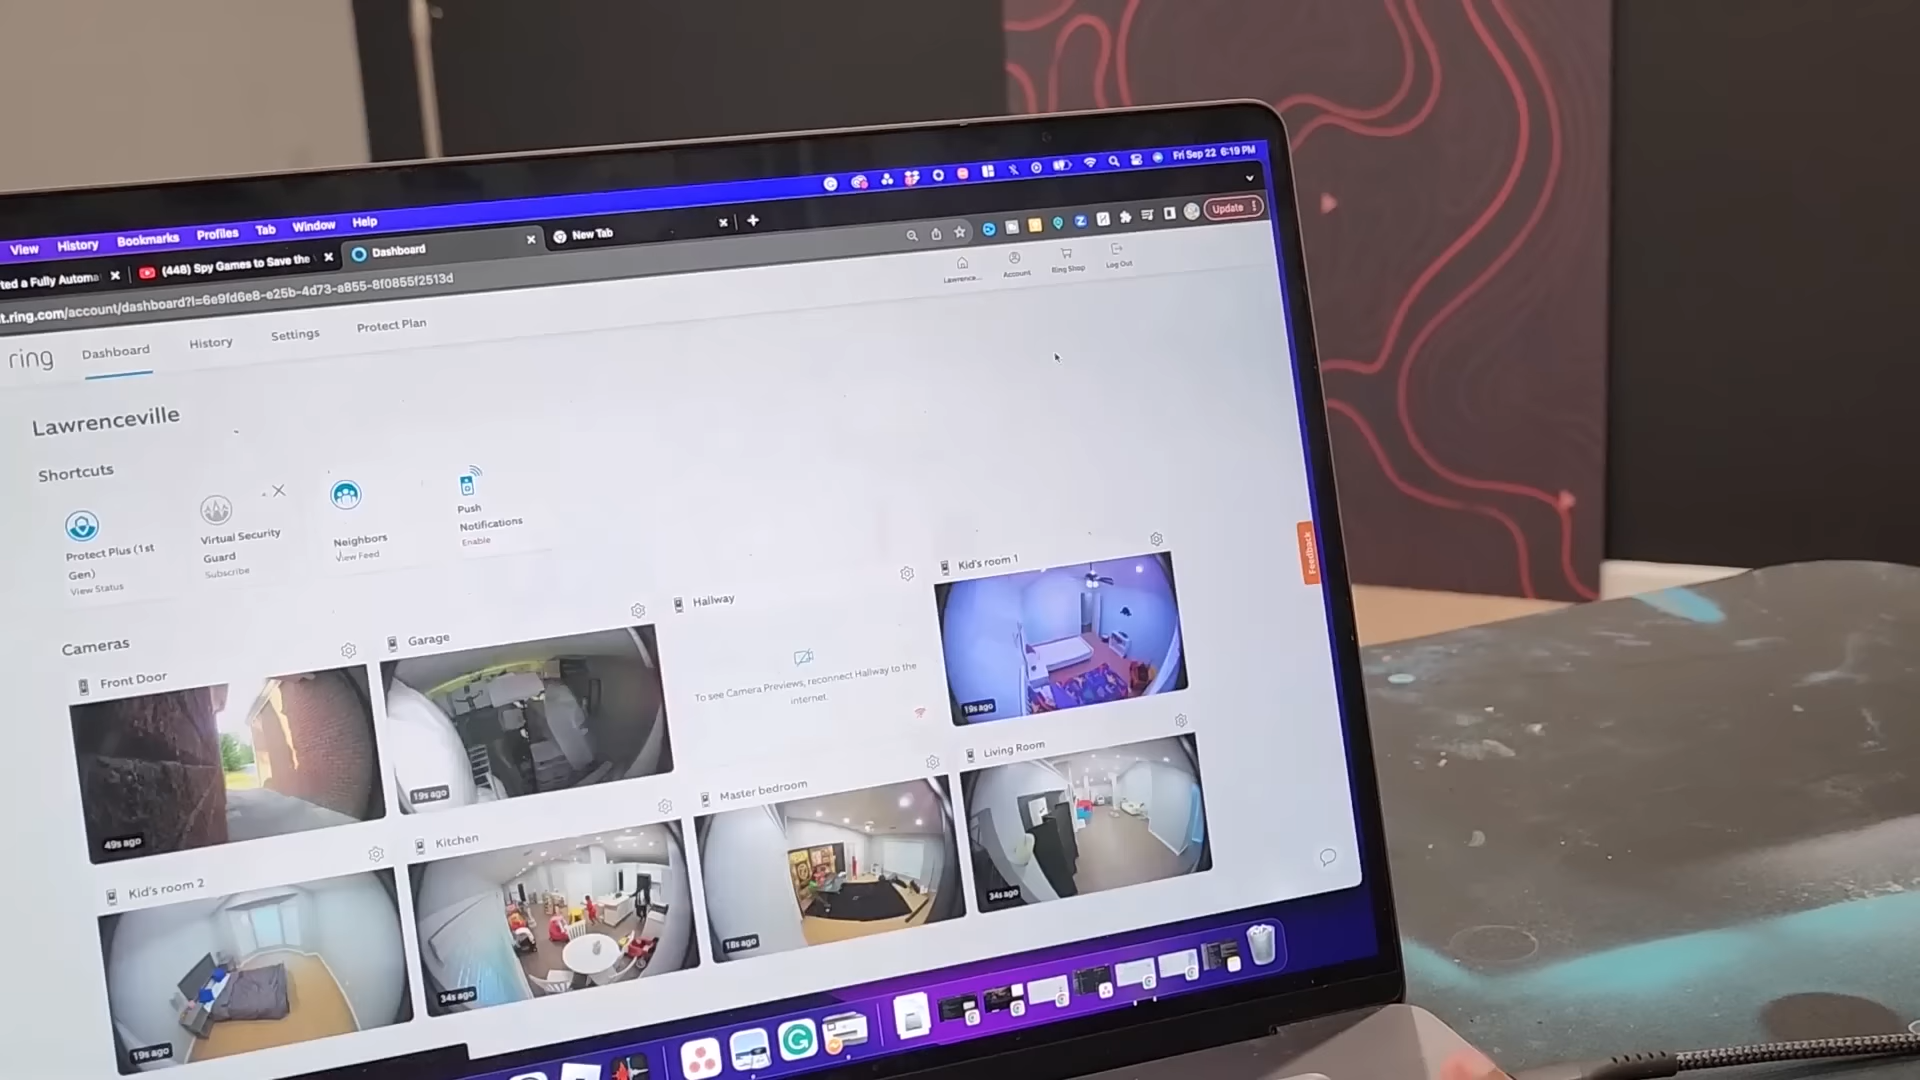 View History Bookmarks Profiles Tab Window Help
Fri Sep 22 6:19 PM
ted a Fully Automa
(448) Spy Games to Save the
Dashboard
New Tab
t.ring.com/account/dashboard?l=6e9fd6e8-e25b-4d73-a855-8f0855f2513d
Update
ring
Dashboard
History
Settings
Protect Plan
Lawrence...
Account
Ring Shop
Log Out
Lawrenceville
Shortcuts
Protect Plus (1st
Gen)
View Status
Virtual Security
Guard
Subscribe
Neighbors
View Feed
Push
Notifications
Enable
Feedback
Cameras
Front Door
49s ago
Garage
19s ago
Hallway
To see Camera Previews, reconnect Hallway to the
internet.
Kid's room 1
19s ago
Kid's room 2
19s ago
Kitchen
34s ago
Master bedroom
18s ago
Living Room
34s ago